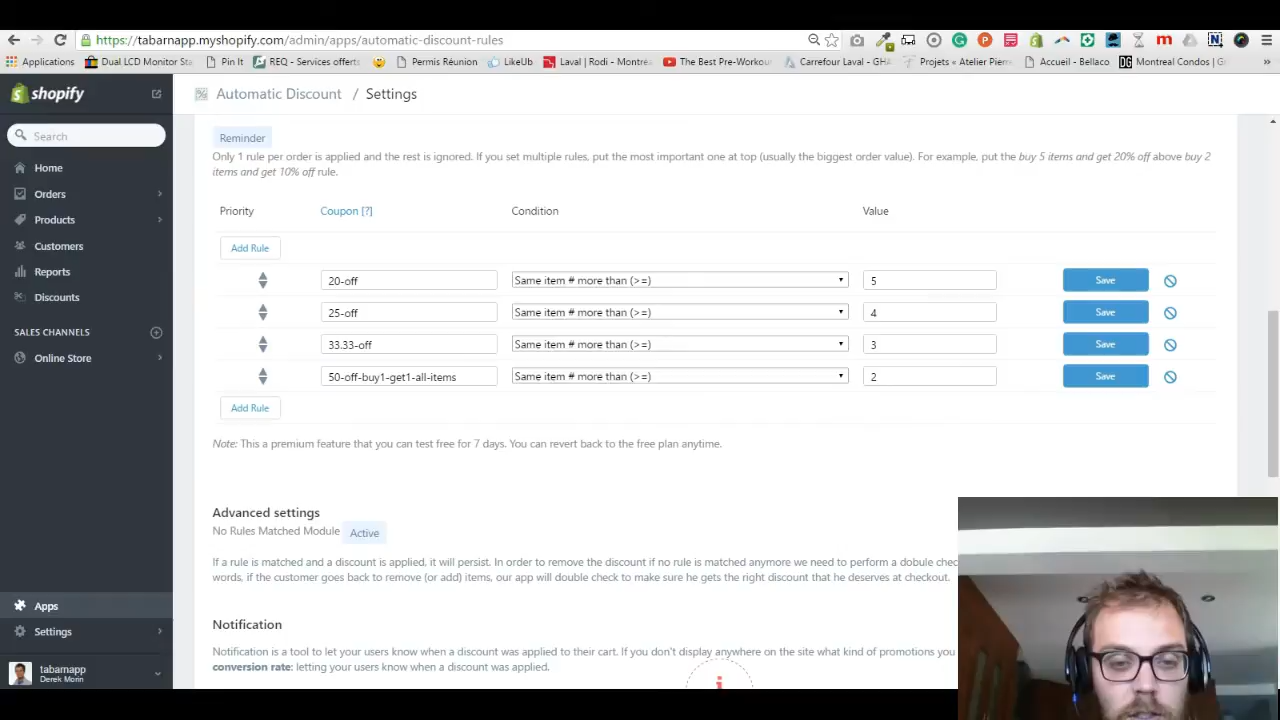 https://tabarnapp.myshopify.com/admin/apps/automatic-discount-rules
Applications Dual LCD Monitor Sta Pin It REQ - Services offerts LikeUb Permis Réunion Laval | Rodi - Montréa The Best Pre-Workou Carrefour Laval - GHA Projets « Atelier Pierr Accueil - Bellaco Montreal Condos | Gr
shopify
Automatic Discount / Settings
Search
Home
Orders
Products
Customers
Reports
Discounts
SALES CHANNELS
Online Store
Apps
Settings
tabarnapp
Derek Morin
Reminder
Only 1 rule per order is applied and the rest is ignored. If you set multiple rules, put the most important one at top (usually the biggest order value). For example, put the buy 5 items and get 20% off above buy 2
items and get 10% off rule.
Priority Coupon [?] Condition Value
Add Rule
20-off Same item # more than (>=) 5 Save
25-off Same item # more than (>=) 4 Save
33.33-off Same item # more than (>=) 3 Save
50-off-buy1-get1-all-items Same item # more than (>=) 2 Save
Add Rule
Note: This a premium feature that you can test free for 7 days. You can revert back to the free plan anytime.
Advanced settings
No Rules Matched Module Active
If a rule is matched and a discount is applied, it will persist. In order to remove the discount if no rule is matched anymore we need to perform a dobule chec
words, if the customer goes back to remove (or add) items, our app will double check to make sure he gets the right discount that he deserves at checkout.
Notification
Notification is a tool to let your users know when a discount was applied to their cart. If you don't display anywhere on the site what kind of promotions you
conversion rate: letting your users know when a discount was applied.